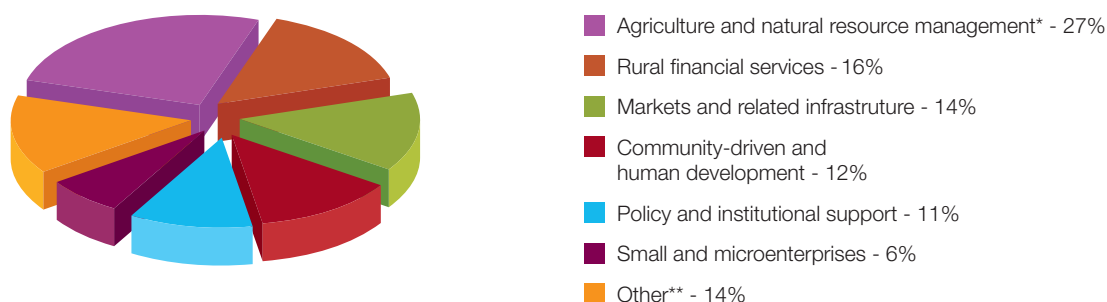 Agriculture and natural resource management* - 27%
Rural financial services - 16%
Markets and related infrastruture - 14%
Community-driven and
human development - 12%
Policy and institutional support - 11%
Small and microenterprises - 6%
Other** - 14%